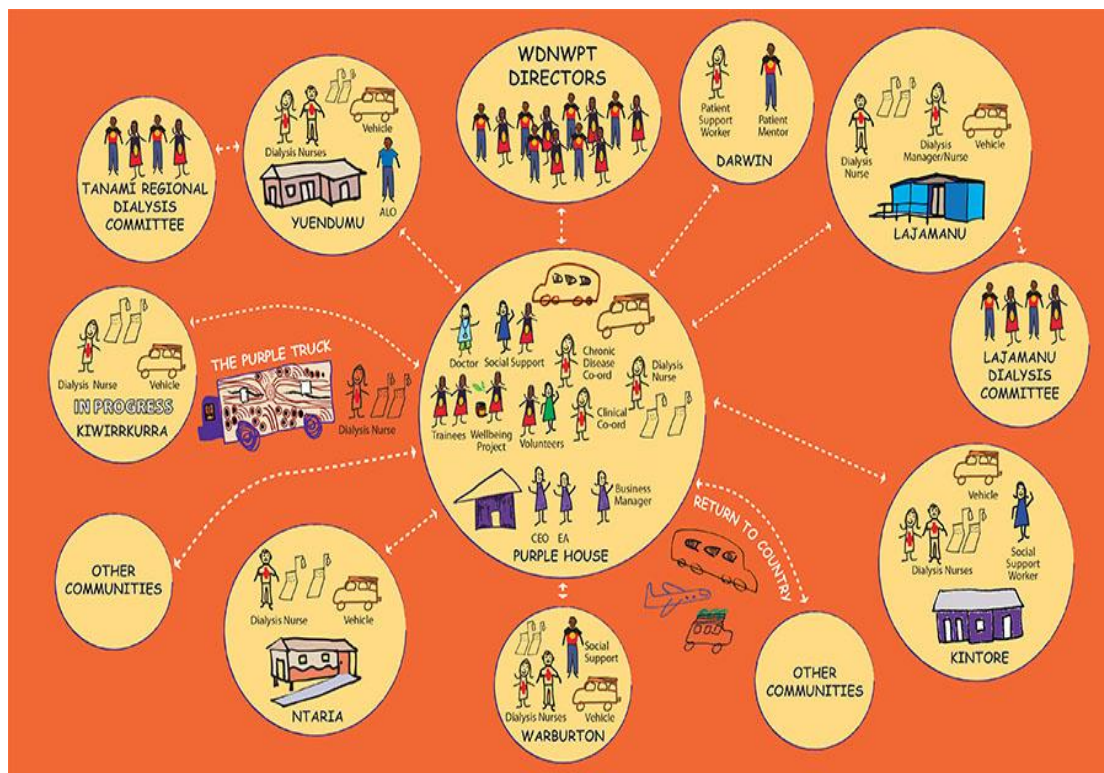 TANAMI REGIONAL
DIALYSIS
COMMITTEE
Dialysis Nurses
Vehicle
ALO
YUENDUMU
WDNWPT
DIRECTORS
Patient
Support
Worker
Patient
Mentor
DARWIN
Dialysis
Nurse
Dialysis
Manager/Nurse
Vehicle
LAJAMANU
LAJAMANU
DIALYSIS
COMMITTEE
Dialysis Nurse
Vehicle
IN PROGRESS
KIWIRRKURRA
THE PURPLE TRUCK
Dialysis Nurse
Doctor
Social Support
Chronic
Disease
Co-ord
Dialysis
Nurse
Trainees
Wellbeing
Project
Volunteers
Clinical
Co-ord
CEO
EA
Business
Manager
PURPLE HOUSE
RETURN TO COUNTRY
OTHER
COMMUNITIES
Dialysis Nurse
Vehicle
NTARIA
Social
Support
Dialysis Nurses
Vehicle
WARBURTON
OTHER
COMMUNITIES
Vehicle
Dialysis Nurses
Social
Support
Worker
KINTORE